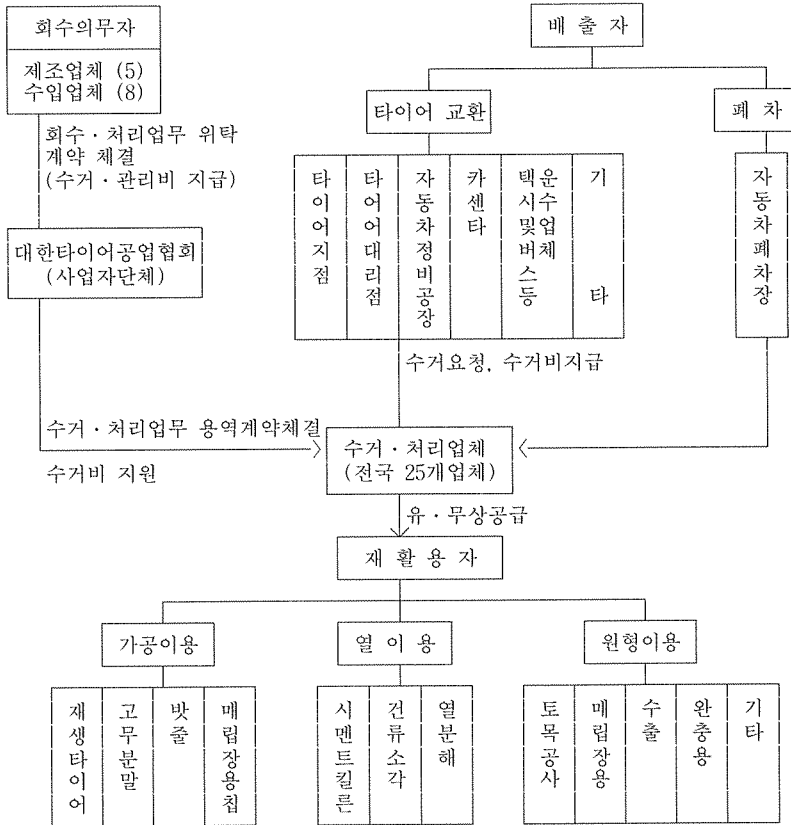 회수의무자
제조업체 (5)
수입업체 (8)
회수·처리업무 위탁
계약 체결
(수거·관리비 지급)
대한타이어공업협회
(사업자단체)
배 출 자
타이어 교환
폐 차
타이어지점
타어어대리점
자동차정비공장
카센타
택시및버스등
운수업체
기 타
자동차폐차장
수거요청, 수거비지급
수거·처리업무 용역계약체결
수거비 지원
수거·처리업체
(전국 25개업체)
유·무상공급
재 활 용 자
가공이용
열 이 용
원형이용
재생타이어
고무분말
밧줄
매립장용칩
시멘트킬른
건류소각
열분해
토목공사
매립장용
수출
완충용
기타